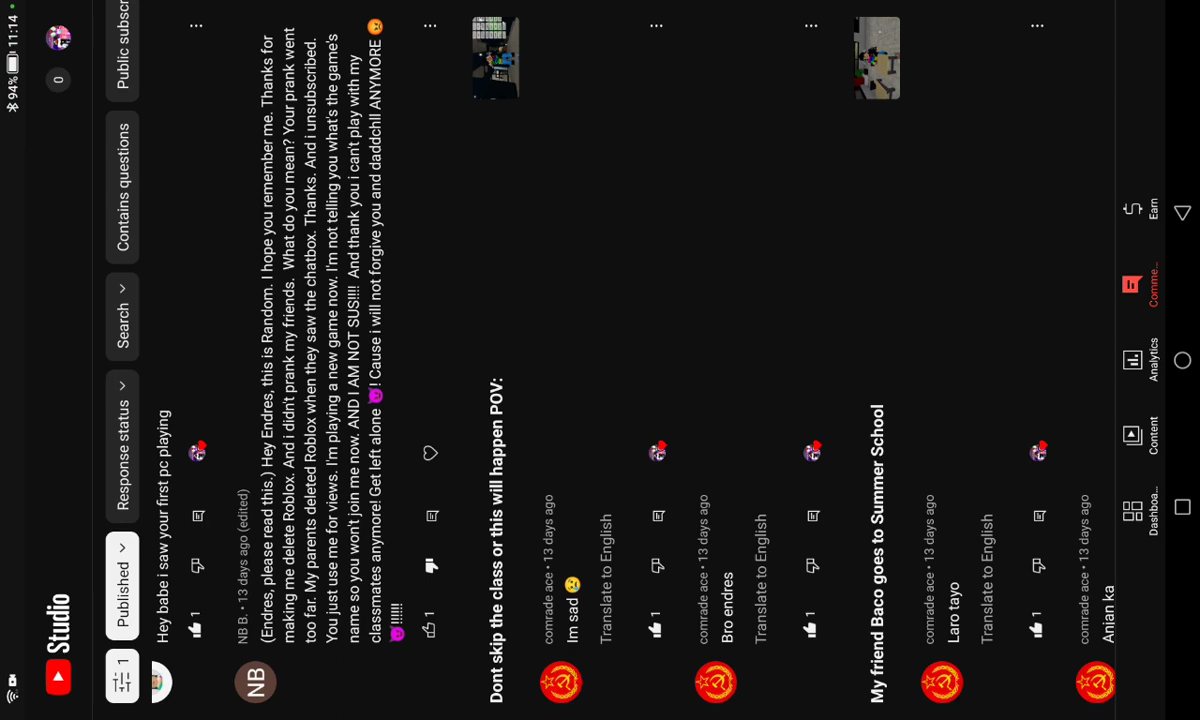 11:14
94%
Studio
0
1
Published
Response status
Search
Contains questions
Public subscr
Hey babe i saw your first pc playing
1
NB
NB B. • 13 days ago (edited)
(Endres, please read this.) Hey Endres, this is Random. I hope you remember me. Thanks for
making me delete Roblox. And i didn't prank my friends. What do you mean? Your prank went
too far. My parents deleted Roblox when they saw the chatbox. Thanks. And i unsubscribed.
You just use me for views. I'm playing a new game now. I'm not telling you what's the game's
name so you won't join me now. AND I AM NOT SUS!!!! And thank you i can't play with my
classmates anymore! Get left alone 😈! Cause i will not forgive you and daddchll ANYMORE 😡
😈!!!!!!
1
Dont skip the class or this will happen POV:
comrade ace • 13 days ago
Im sad 😢
Translate to English
1
comrade ace • 13 days ago
Bro endres
Translate to English
1
My friend Baco goes to Summer School
comrade ace • 13 days ago
Laro tayo
Translate to English
1
comrade ace • 13 days ago
Anjan ka
Dashboa...
Content
Analytics
Comme...
Earn